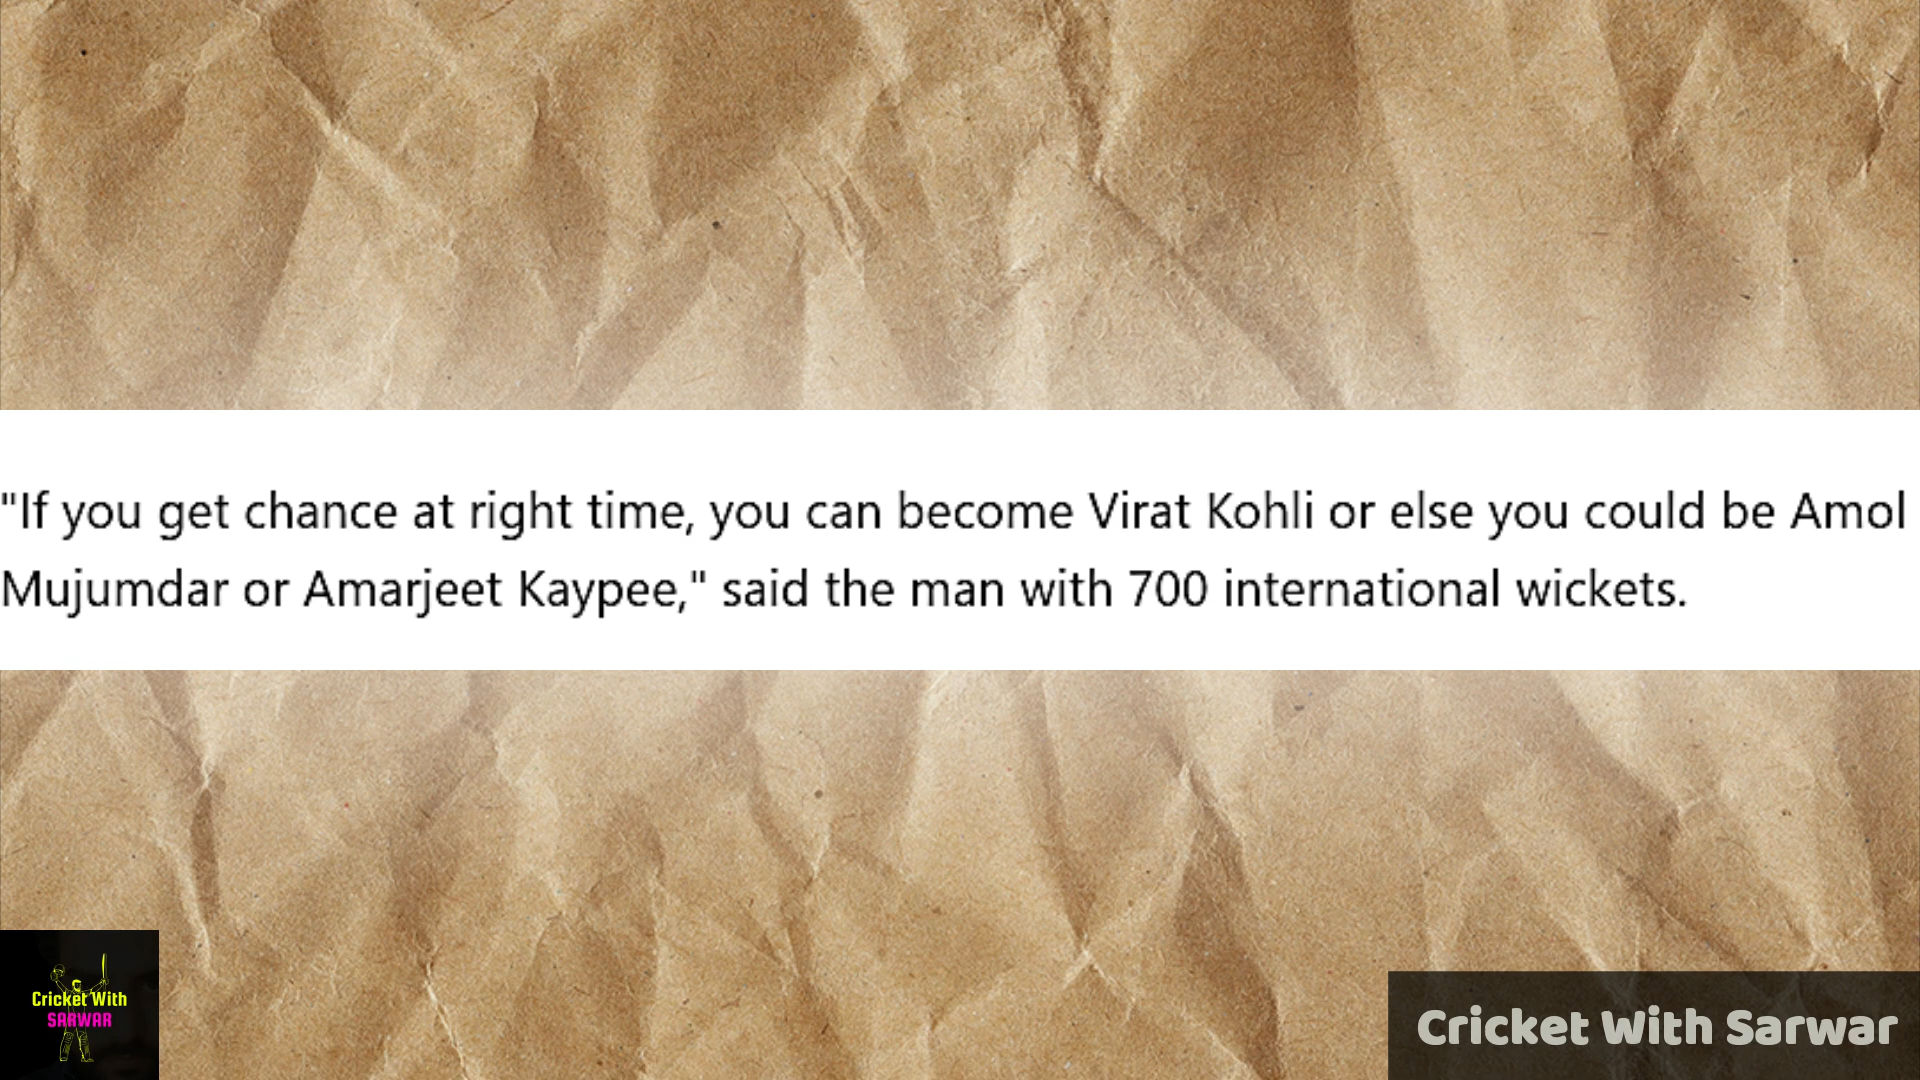 "If you get chance at right time, you can become Virat Kohli or else you could be Amol
Mujumdar or Amarjeet Kaypee," said the man with 700 international wickets.
Cricket With
SARWAR
Cricket With Sarwar